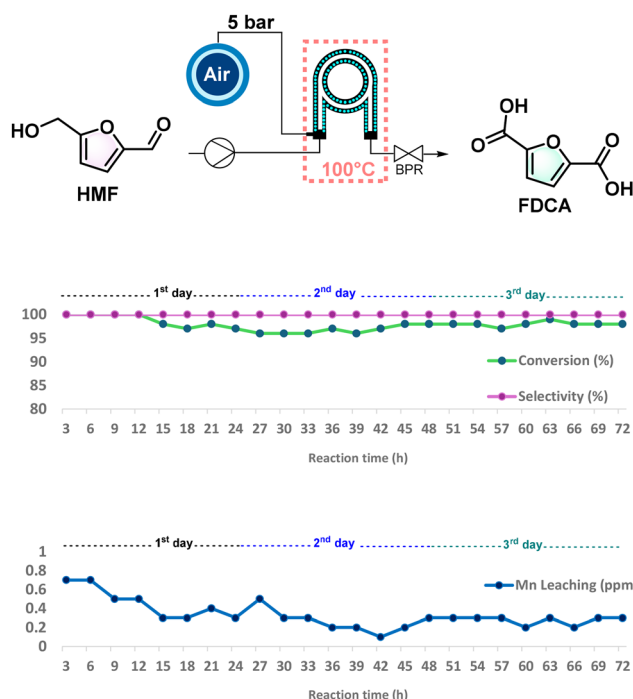 5 bar
Air
HO
O
O
HMF
100°C
BPR
OH
O
O
O
OH
FDCA
1st day
2nd day
3rd day
100
95
90
85
80
Conversion (%)
Selectivity (%)
3 6 9 12 15 18 21 24 27 30 33 36 39 42 45 48 51 54 57 60 63 66 69 72
Reaction time (h)
1st day
2nd day
3rd day
1
0.8
0.6
0.4
0.2
0
Mn Leaching (ppm
3 6 9 12 15 18 21 24 27 30 33 36 39 42 45 48 51 54 57 60 63 66 69 72
Reaction time (h)